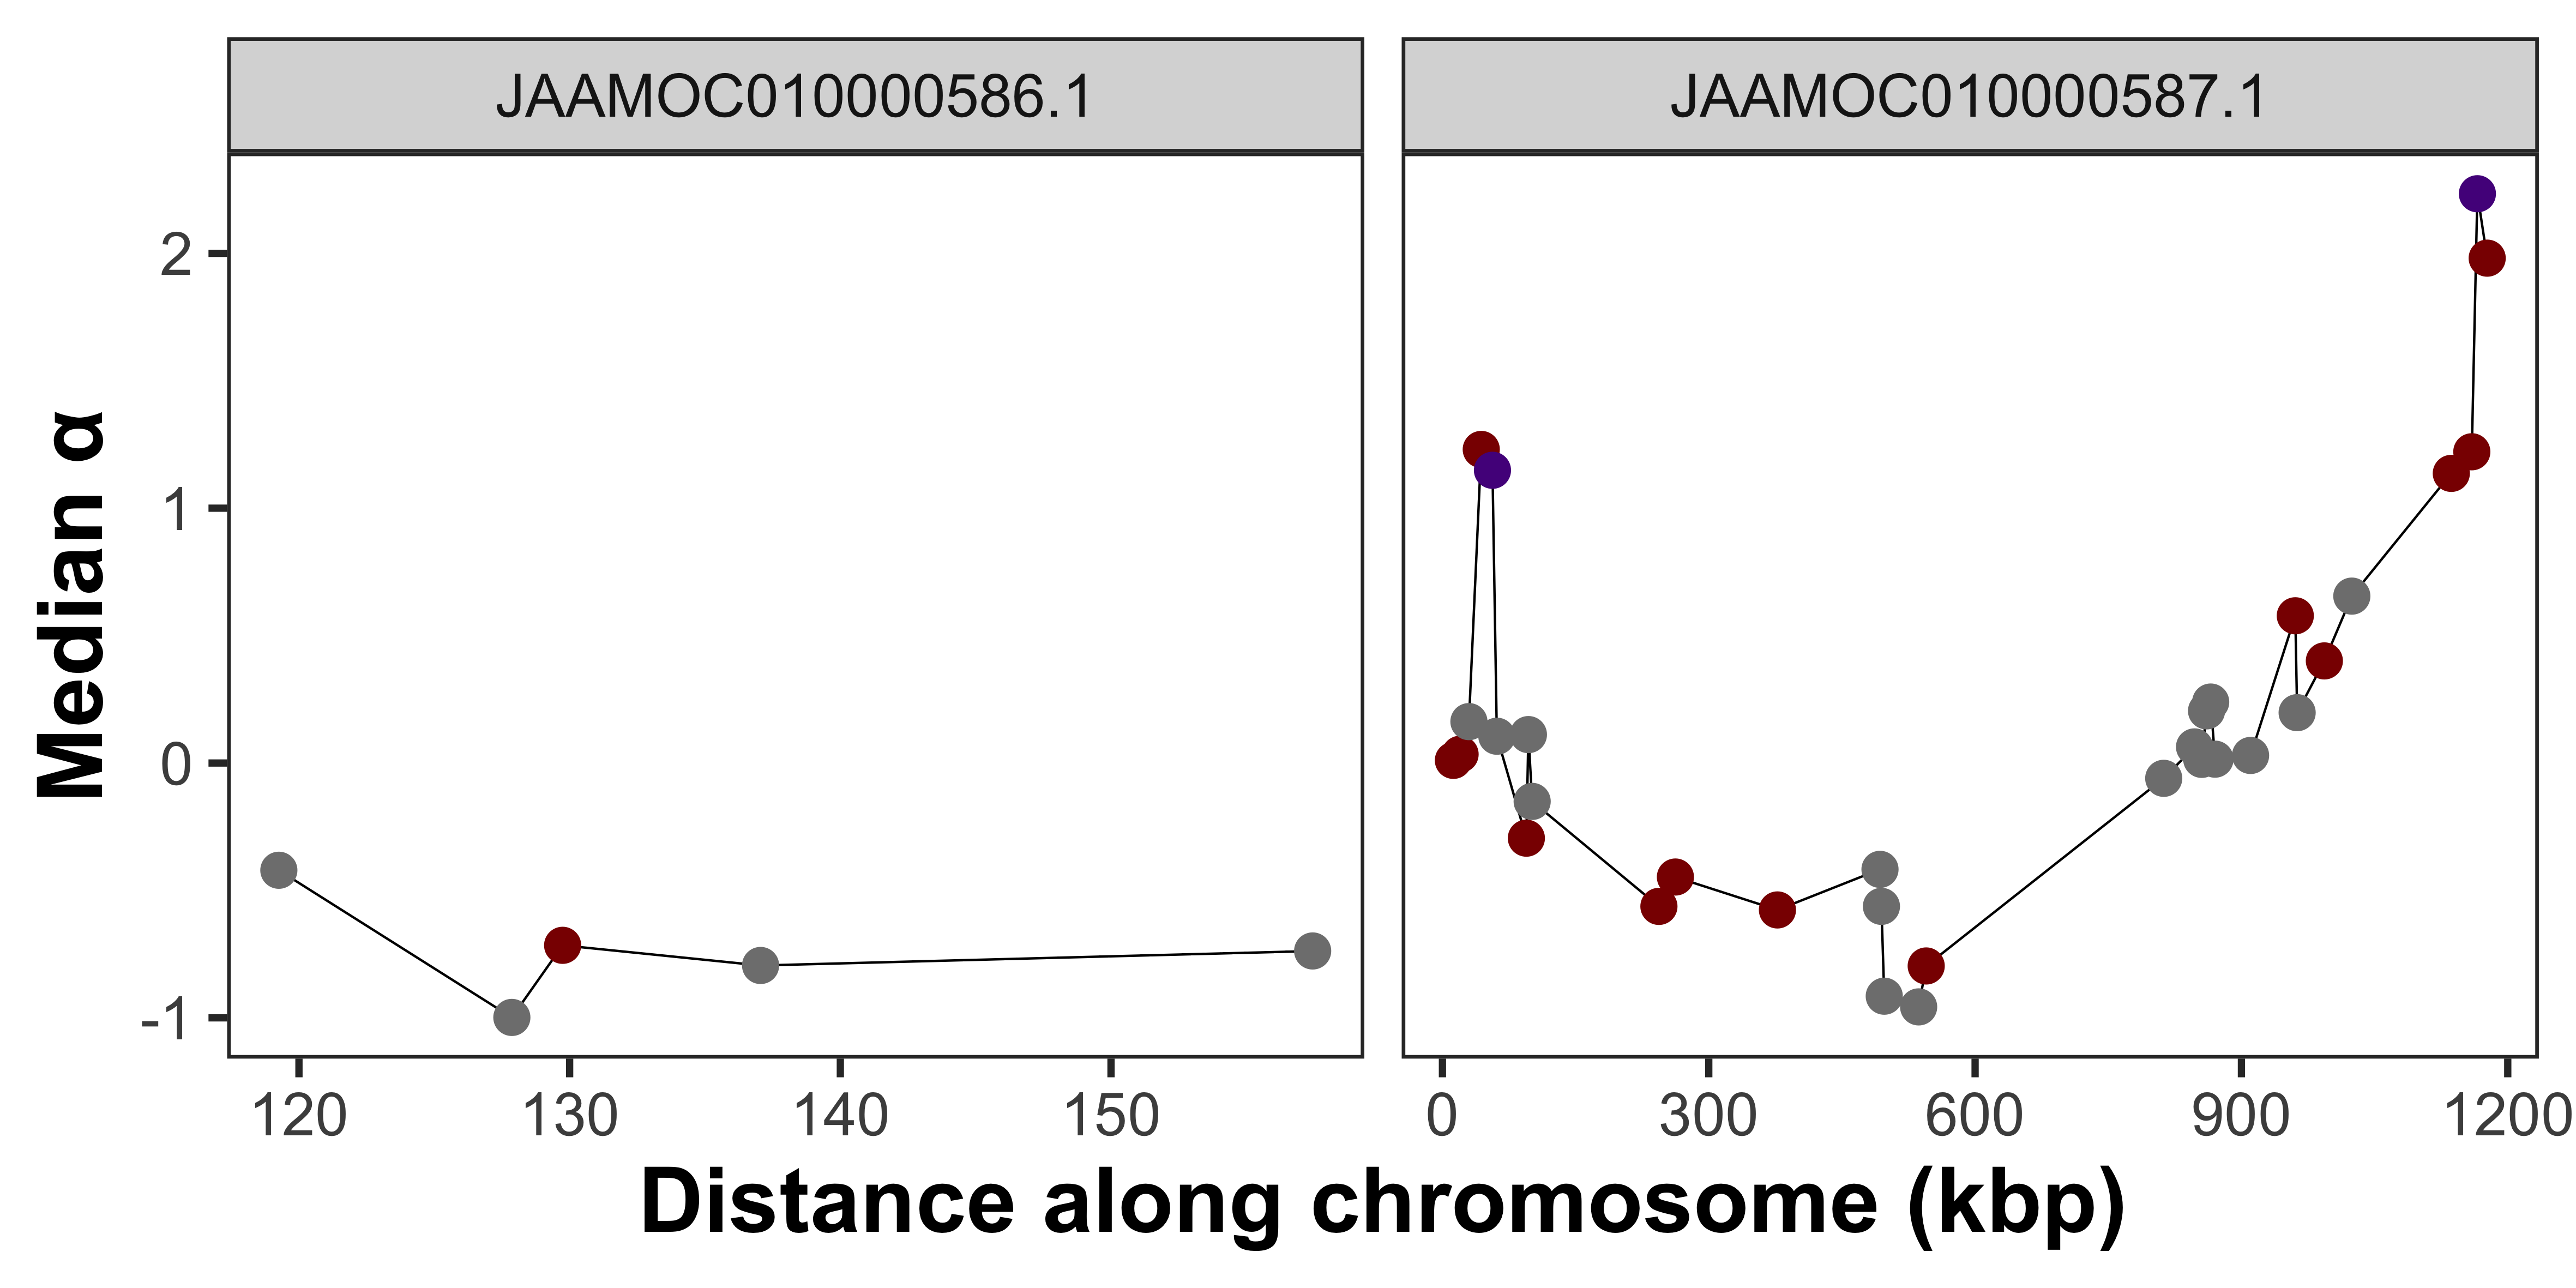 JAAMOC010000586.1
JAAMOC010000587.1
Median α
2
1
0
-1
120 130 140 150
0 300 600 900 1200
Distance along chromosome (kbp)